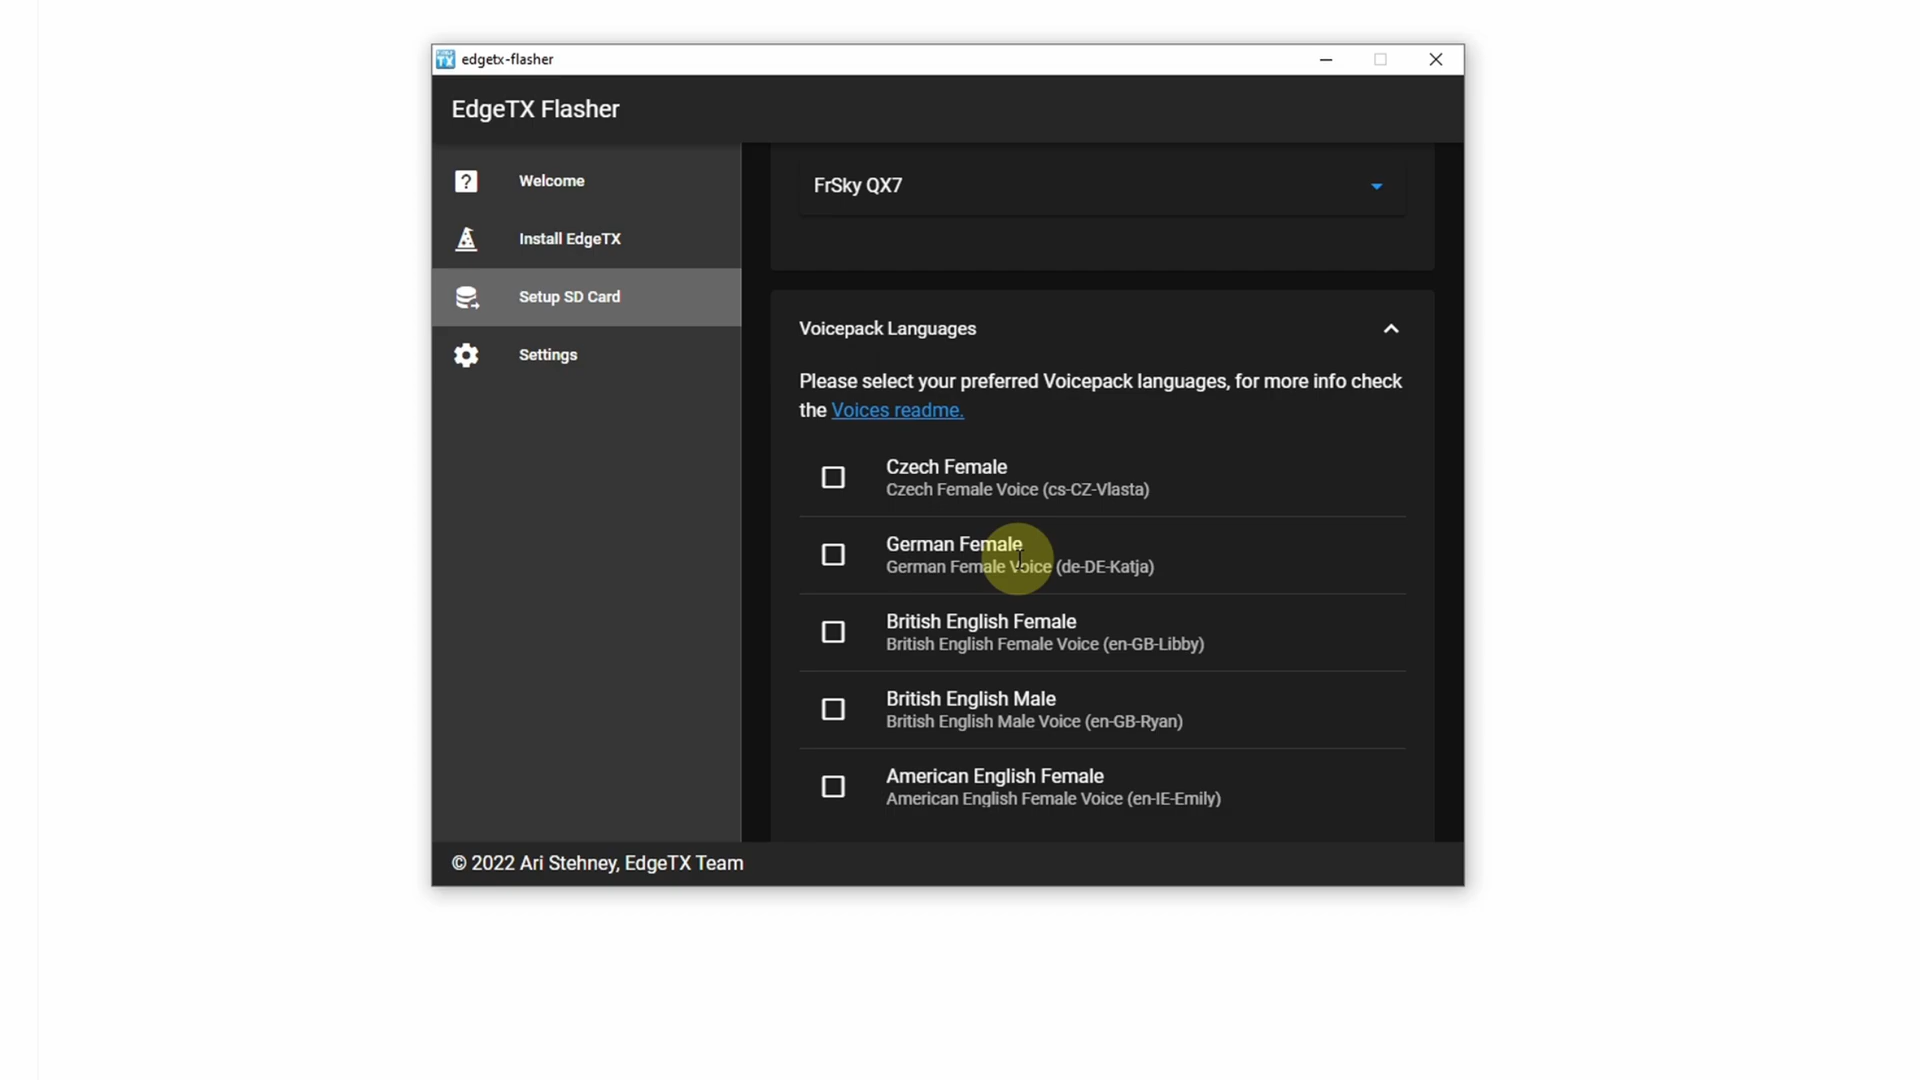 edgetx-flasher
EdgeTX Flasher
Welcome
Install EdgeTX
Setup SD Card
Settings
FrSky QX7
Voicepack Languages
Please select your preferred Voicepack languages, for more info check
the Voices readme.
Czech Female
Czech Female Voice (cs-CZ-Vlasta)
German Female
German Female Voice (de-DE-Katja)
British English Female
British English Female Voice (en-GB-Libby)
British English Male
British English Male Voice (en-GB-Ryan)
American English Female
American English Female Voice (en-IE-Emily)
© 2022 Ari Stehney, EdgeTX Team